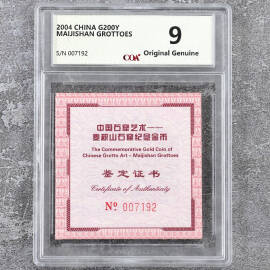 2004 CHINA G200Y
MAIJISHAN GROTTOES
S/N 007192
COA
9
Original Genuine
中国石窟艺术——
麦积山石窟纪念金币
The Commemorative Gold Coin of
Chinese Grotto Art - Maijishan Grottoes
鉴定证书
Certificate of Authenticity
No 007192